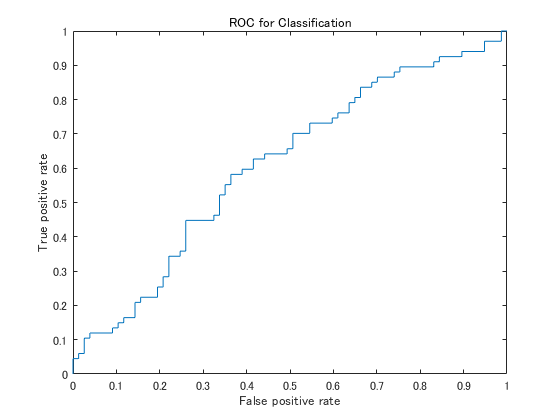 ROC for Classification
1
0.9
0.8
0.7
0.6
0.5
0.4
0.3
0.2
0.1
0
True positive rate
0 0.1 0.2 0.3 0.4 0.5 0.6 0.7 0.8 0.9 1
False positive rate